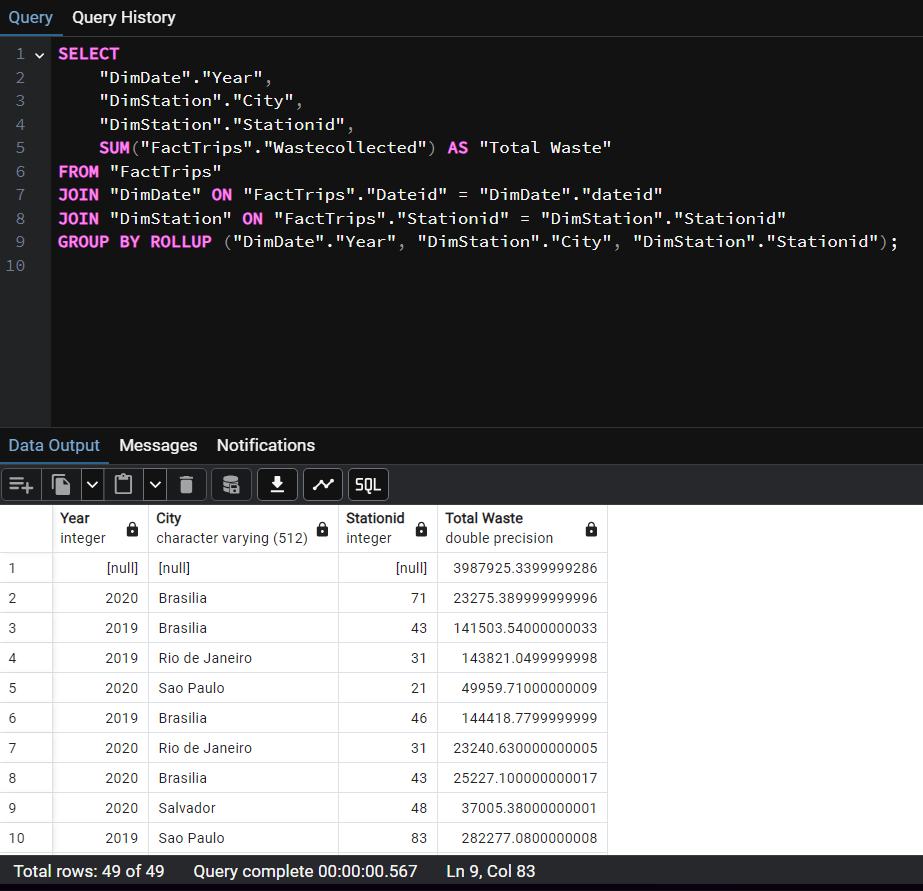 Query Query History
1 SELECT
2 "DimDate"."Year",
3 "DimStation"."City",
4 "DimStation"."Stationid",
5 SUM("FactTrips"."Wastecollected") AS "Total Waste"
6 FROM "FactTrips"
7 JOIN "DimDate" ON "FactTrips"."Dateid" = "DimDate"."dateid"
8 JOIN "DimStation" ON "FactTrips"."Stationid" = "DimStation"."Stationid"
9 GROUP BY ROLLUP ("DimDate"."Year", "DimStation"."City", "DimStation"."Stationid");
10
Data Output Messages Notifications
SQL
Year City Stationid Total Waste
integer character varying (512) integer double precision
1 [null] [null] [null] 3987925.3399999286
2 2020 Brasilia 71 23275.389999999996
3 2019 Brasilia 43 141503.54000000033
4 2019 Rio de Janeiro 31 143821.0499999998
5 2020 Sao Paulo 21 49959.71000000009
6 2019 Brasilia 46 144418.7799999999
7 2020 Rio de Janeiro 31 23240.630000000005
8 2020 Brasilia 43 25227.100000000017
9 2020 Salvador 48 37005.38000000001
10 2019 Sao Paulo 83 282277.0800000008
Total rows: 49 of 49 Query complete 00:00:00.567 Ln 9, Col 83